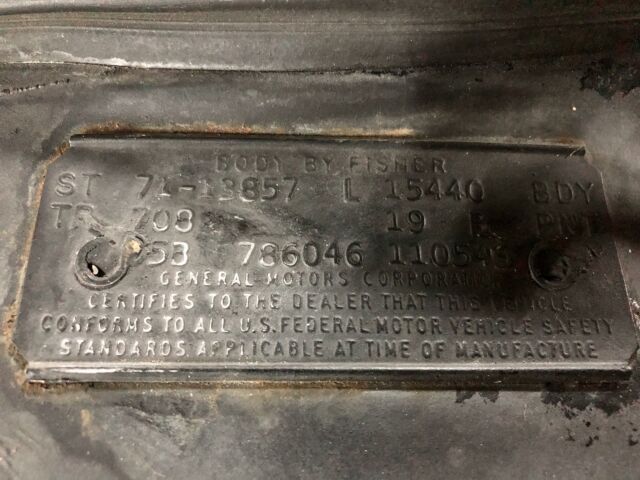 BODY BY FISHER
ST 71-13857 L 15440 BDY
TR 708 19 PNT
53 786046
GENERAL MOTORS CORPORATION
CERTIFIES TO THE DEALER THAT THIS VEHICLE
CONFORMS TO ALL U.S. FEDERAL MOTOR VEHICLE SAFETY
STANDARDS APPLICABLE AT TIME OF MANUFACTURE